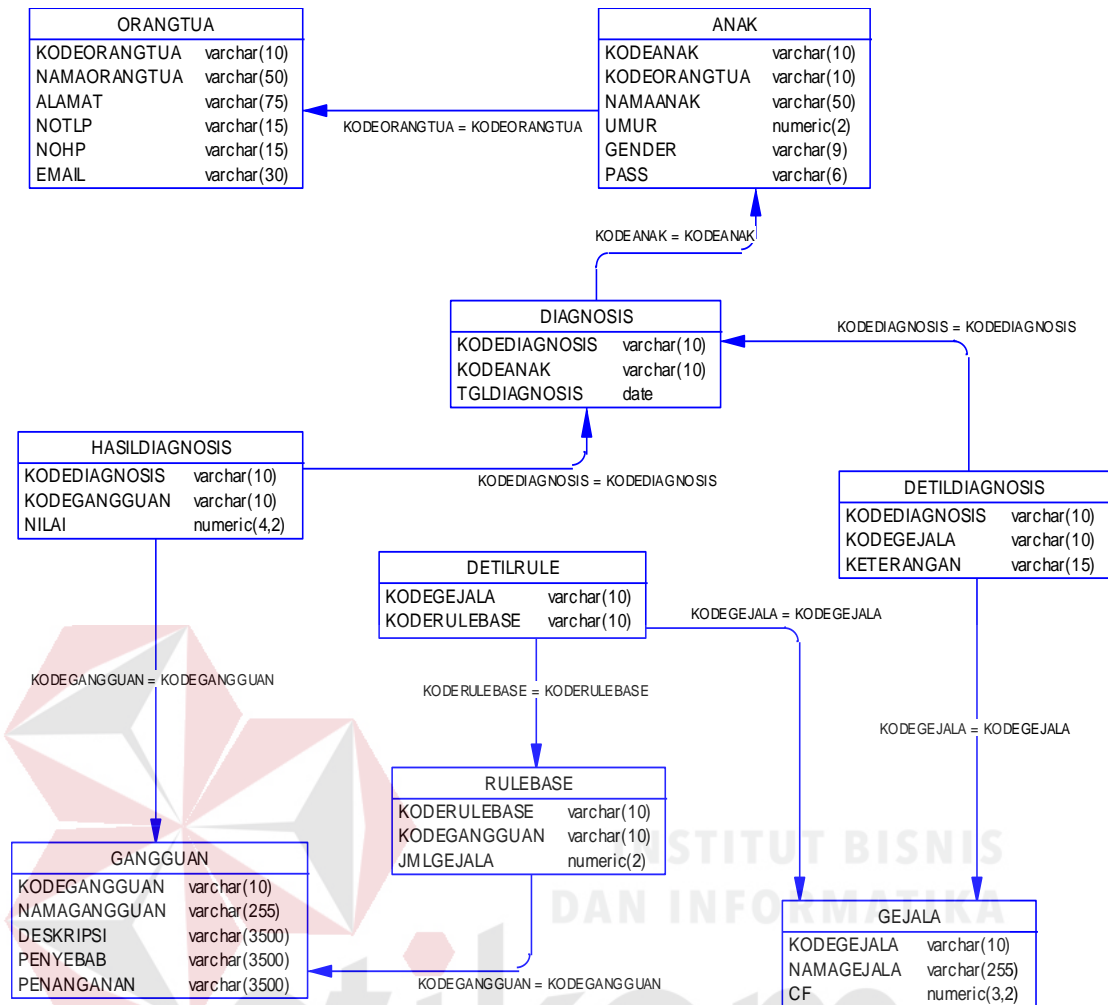 ORANGTUA
KODEORANGTUA varchar(10)
NAMAORANGTUA varchar(50)
ALAMAT varchar(75)
NOTLP varchar(15)
NOHP varchar(15)
EMAIL varchar(30)
KODEORANGTUA = KODEORANGTUA
ANAK
KODEANAK varchar(10)
KODEORANGTUA varchar(10)
NAMAANAK varchar(50)
UMUR numeric(2)
GENDER varchar(9)
PASS varchar(6)
KODEANAK = KODEANAK
DIAGNOSIS
KODEDIAGNOSIS varchar(10)
KODEANAK varchar(10)
TGLDIAGNOSIS date
KODEDIAGNOSIS = KODEDIAGNOSIS
HASILDIAGNOSIS
KODEDIAGNOSIS varchar(10)
KODEGANGGUAN varchar(10)
NILAI numeric(4,2)
KODEDIAGNOSIS = KODEDIAGNOSIS
DETILDIAGNOSIS
KODEDIAGNOSIS varchar(10)
KODEGEJALA varchar(10)
KETERANGAN varchar(15)
DETILRULE
KODEGEJALA varchar(10)
KODERULEBASE varchar(10)
KODEGEJALA = KODEGEJALA
KODEGANGGUAN = KODEGANGGUAN
KODERULEBASE = KODERULEBASE
KODEGEJALA = KODEGEJALA
RULEBASE
KODERULEBASE varchar(10)
KODEGANGGUAN varchar(10)
JMLGEJALA numeric(2)
INSTITUT BISNIS
DAN INFORMATIKA
GANGGUAN
KODEGANGGUAN varchar(10)
NAMAGANGGUAN varchar(255)
DESKRIPSI varchar(3500)
PENYEBAB varchar(3500)
PENANGANAN varchar(3500)
KODEGANGGUAN = KODEGANGGUAN
GEJALA
KODEGEJALA varchar(10)
NAMAGEJALA varchar(255)
CF numeric(3,2)